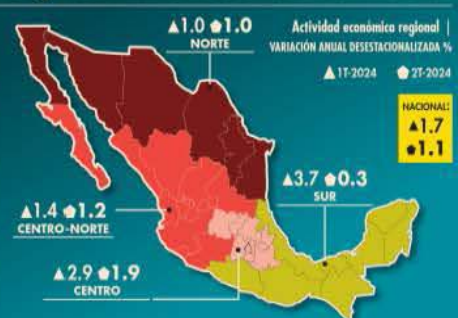 ▲1.0 ⬟1.0
NORTE
Actividad económica regional |
VARIACIÓN ANUAL DESESTACIONALIZADA %
▲1T-2024 ⬟2T-2024
NACIONAL:
▲1.7
⬟1.1
▲3.7 ⬟0.3
SUR
▲1.4 ⬟1.2
CENTRO-NORTE
▲2.9 ⬟1.9
CENTRO